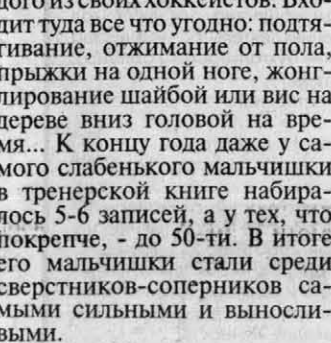 дого из своих хоккеистов. Вхо-
дит туда все что угодно: подтя-
гивание, отжимание от пола,
прыжки на одной ноге, жонг-
лирование шайбой или вис на
дереве вниз головой на вре-
мя... К концу года даже у са-
мого слабенького мальчишки
в тренерской книге набира-
лось 5-6 записей, а у тех, что
покрепче, - до 50-ти. В итоге
его мальчишки стали среди
сверстников-соперников са-
мыми сильными и выносли-
выми.